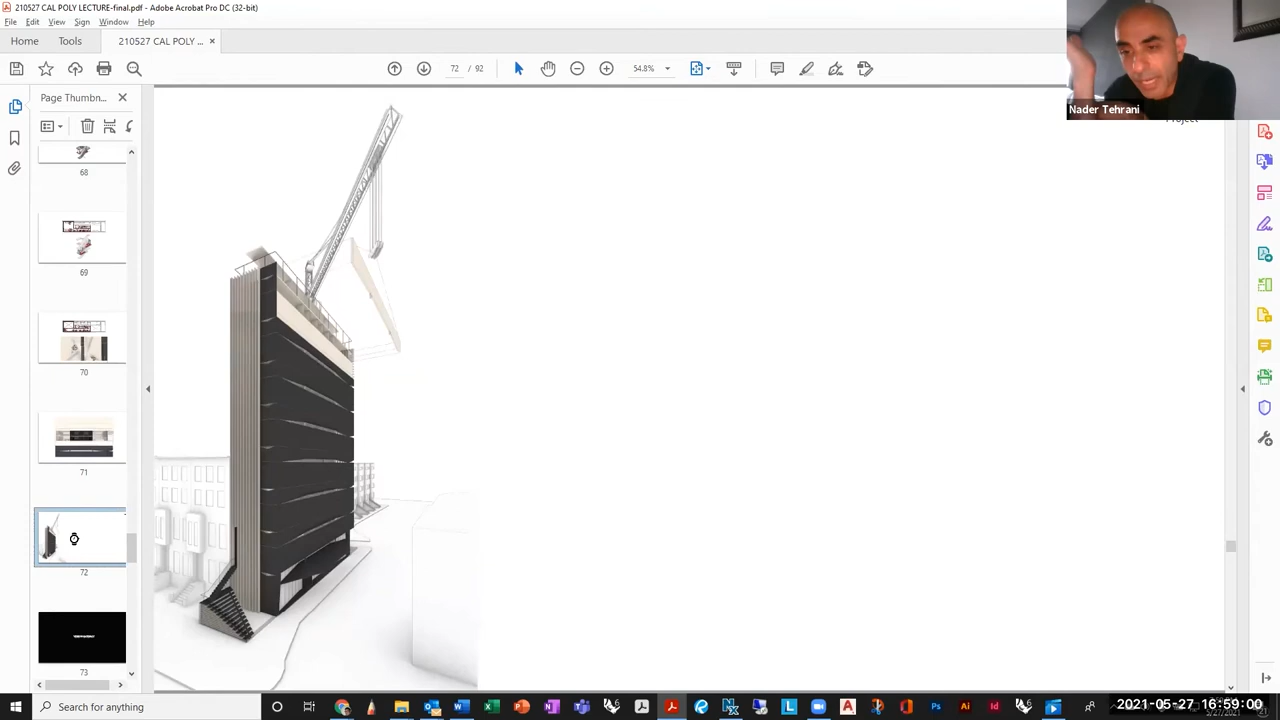 210527 CAL POLY LECTURE-final.pdf - Adobe Acrobat Pro DC (32-bit)
File Edit View Sign Window Help
Home Tools 210527 CAL POLY ... ×
72 / 92 54.8%
Page Thumbn...
68
69
70
71
72
73
Nader Tehrani
Project
Search for anything
2021-05-27 16:59:00